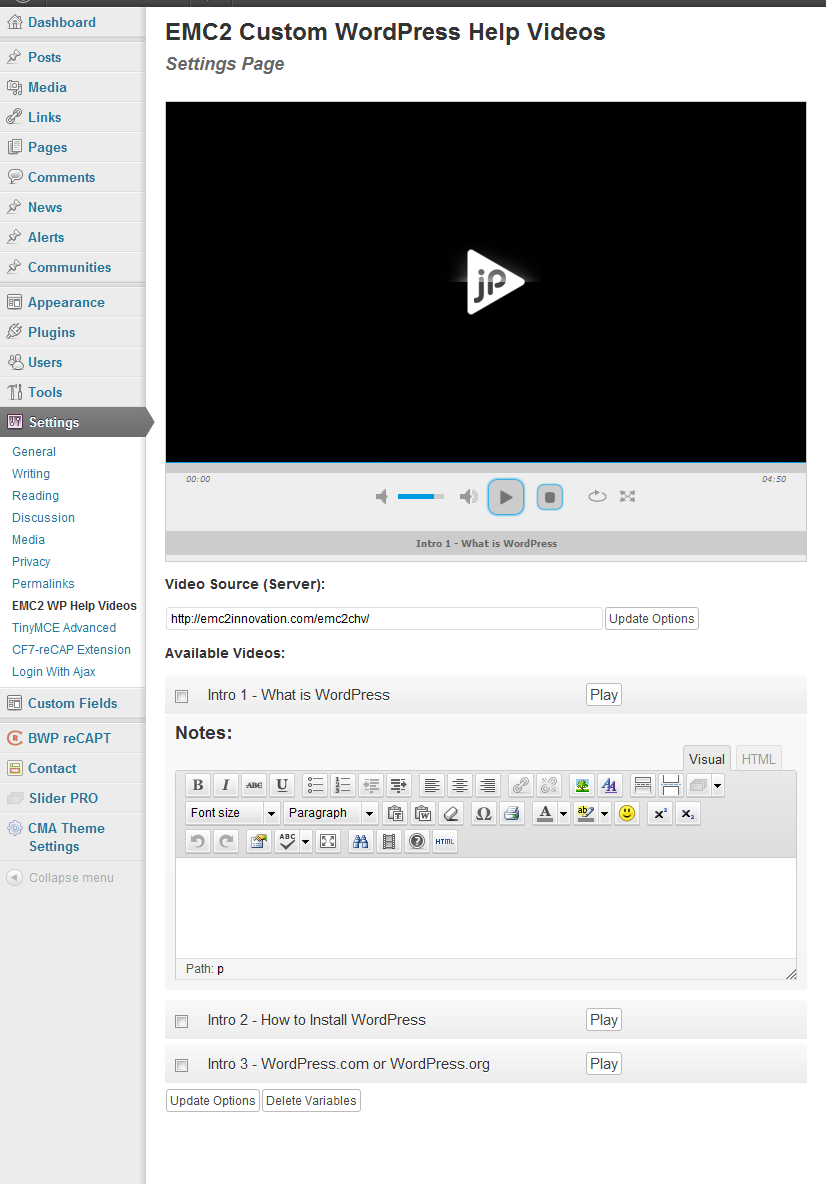 Dashboard
Posts
Media
Links
Pages
Comments
News
Alerts
Communities
Appearance
Plugins
Users
Tools
Settings
General
Writing
Reading
Discussion
Media
Privacy
Permalinks
EMC2 WP Help Videos
TinyMCE Advanced
CF7-reCAP Extension
Login With Ajax
Custom Fields
BWP reCAPT
Contact
Slider PRO
CMA Theme
Settings
Collapse menu
EMC2 Custom WordPress Help Videos
Settings Page
jp
00:00 04:50
Intro 1 - What is WordPress
Video Source (Server):
http://emc2innovation.com/emc2chv/ Update Options
Available Videos:
Intro 1 - What is WordPress Play
Notes:
Visual HTML
B I ABC U
Font size Paragraph
ABC HTML
Path: p
Intro 2 - How to Install WordPress Play
Intro 3 - WordPress.com or WordPress.org Play
Update Options Delete Variables